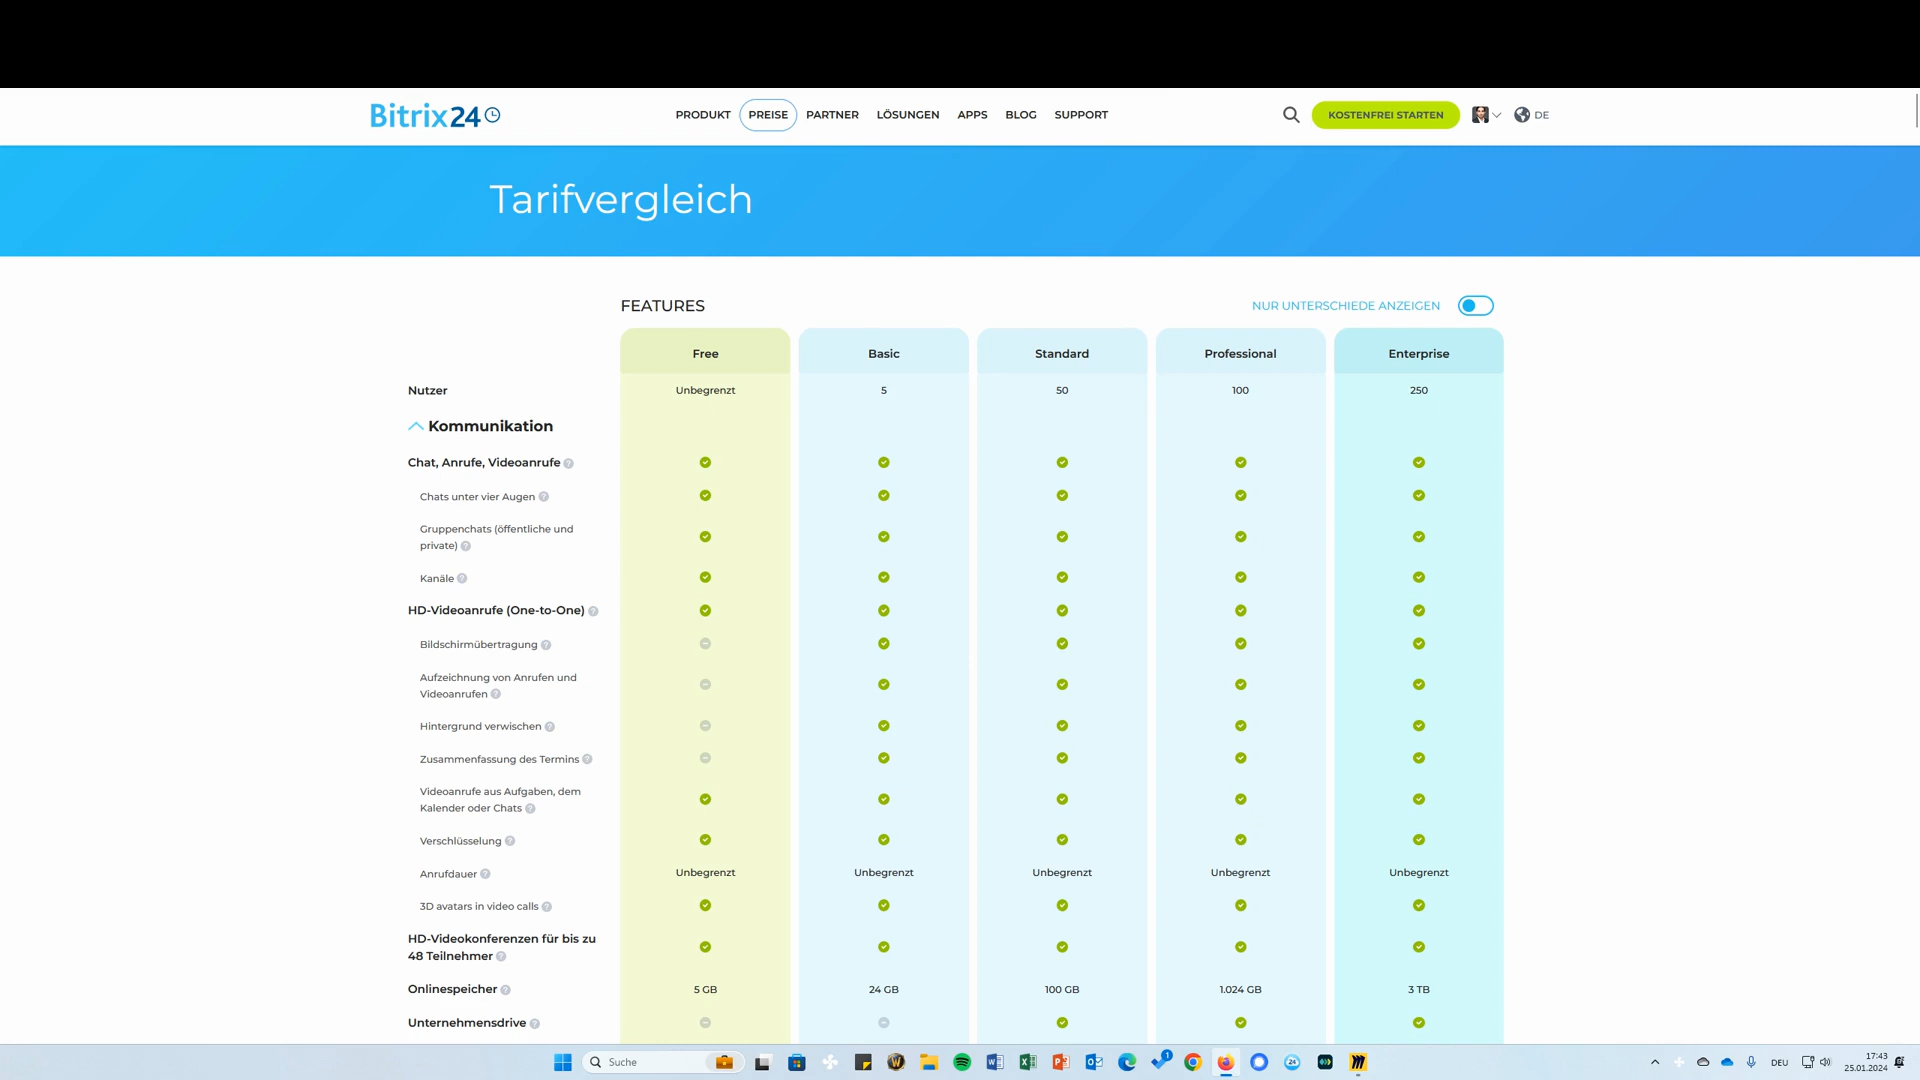 Bitrix24
PRODUKT PREISE PARTNER LÖSUNGEN APPS BLOG SUPPORT KOSTENFREI STARTEN DE
Tarifvergleich
FEATURES NUR UNTERSCHIEDE ANZEIGEN
Free Basic Standard Professional Enterprise
Nutzer Unbegrenzt 5 50 100 250
Kommunikation
Chat, Anrufe, Videoanrufe ?
Chats unter vier Augen ?
Gruppenchats (öffentliche und
private) ?
Kanäle ?
HD-Videoanrufe (One-to-One) ?
Bildschirmübertragung ?
Aufzeichnung von Anrufen und
Videoanrufen ?
Hintergrund verwischen ?
Zusammenfassung des Termins ?
Videoanrufe aus Aufgaben, dem
Kalender oder Chats ?
Verschlüsselung ?
Anrufdauer ? Unbegrenzt Unbegrenzt Unbegrenzt Unbegrenzt Unbegrenzt
3D avatars in video calls ?
HD-Videokonferenzen für bis zu
48 Teilnehmer ?
Onlinespeicher ? 5 GB 24 GB 100 GB 1.024 GB 3 TB
Unternehmensdrive ?
Suche 1 24 DEU 17:43
25.01.2024